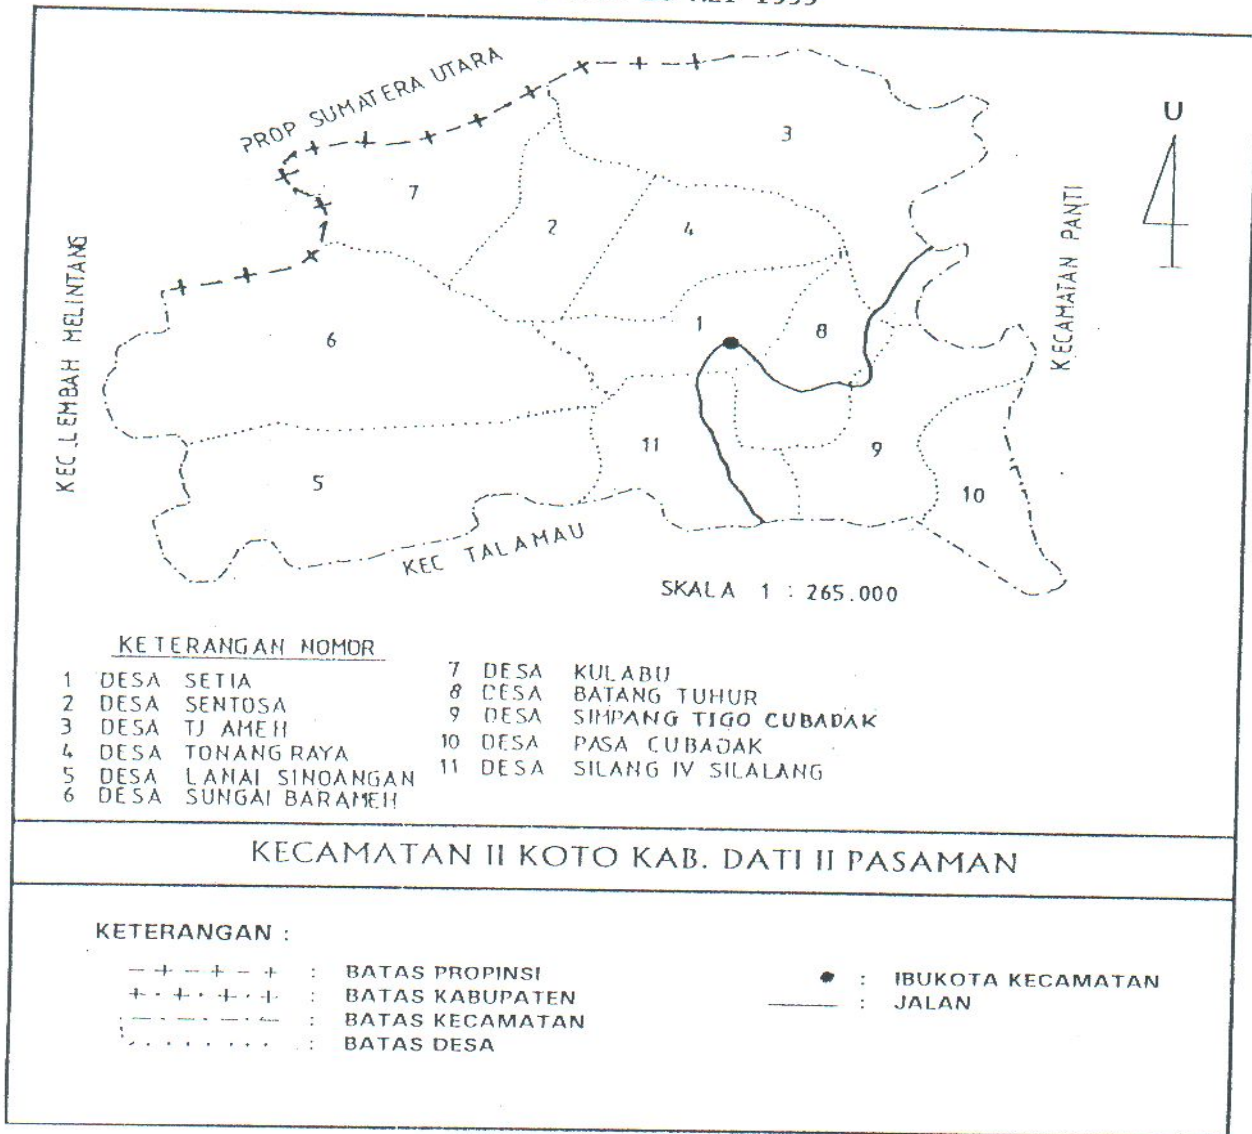 1999
PROP SUMATERA UTARA
U
3
7
2
4
KECAMATAN PANTI
KEC LEMBAH MELINTANG
6
1
8
11
9
5
10
KEC TALAMAU
SKALA 1 : 265.000
KETERANGAN NOMOR
1 DESA SETIA
2 DESA SENTOSA
3 DESA TJ AMEH
4 DESA TONANG RAYA
5 DESA LANAI SINOANGAN
6 DESA SUNGAI BARAMEH
7 DESA KULABU
8 DESA BATANG TUHUR
9 DESA SIMPANG TIGO CUBADAK
10 DESA PASA CUBADAK
11 DESA SILANG IV SILALANG
KECAMATAN II KOTO KAB. DATI II PASAMAN
KETERANGAN :
: BATAS PROPINSI
: BATAS KABUPATEN
: BATAS KECAMATAN
: BATAS DESA
: IBUKOTA KECAMATAN
: JALAN